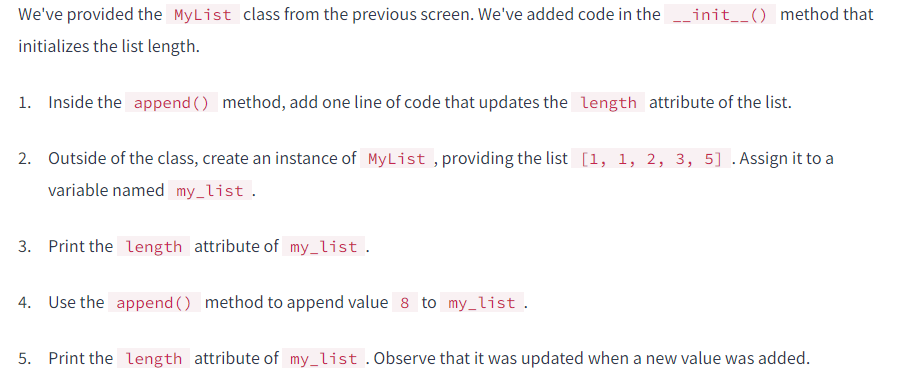 We've provided the MyList class from the previous screen. We've added code in the __init__() method that
initializes the list length.
1. Inside the append() method, add one line of code that updates the length attribute of the list.
2. Outside of the class, create an instance of MyList , providing the list [1, 1, 2, 3, 5] . Assign it to a
variable named my_list .
3. Print the length attribute of my_list .
4. Use the append() method to append value 8 to my_list .
5. Print the length attribute of my_list . Observe that it was updated when a new value was added.